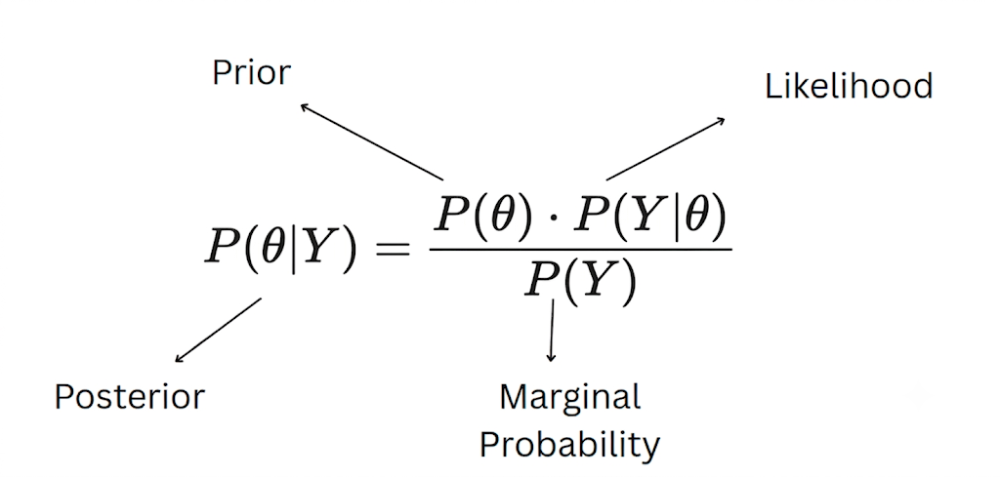 Prior
Likelihood
P(θ) · P(Y|θ)
P(θ|Y) =
P(Y)
Posterior
Marginal
Probability